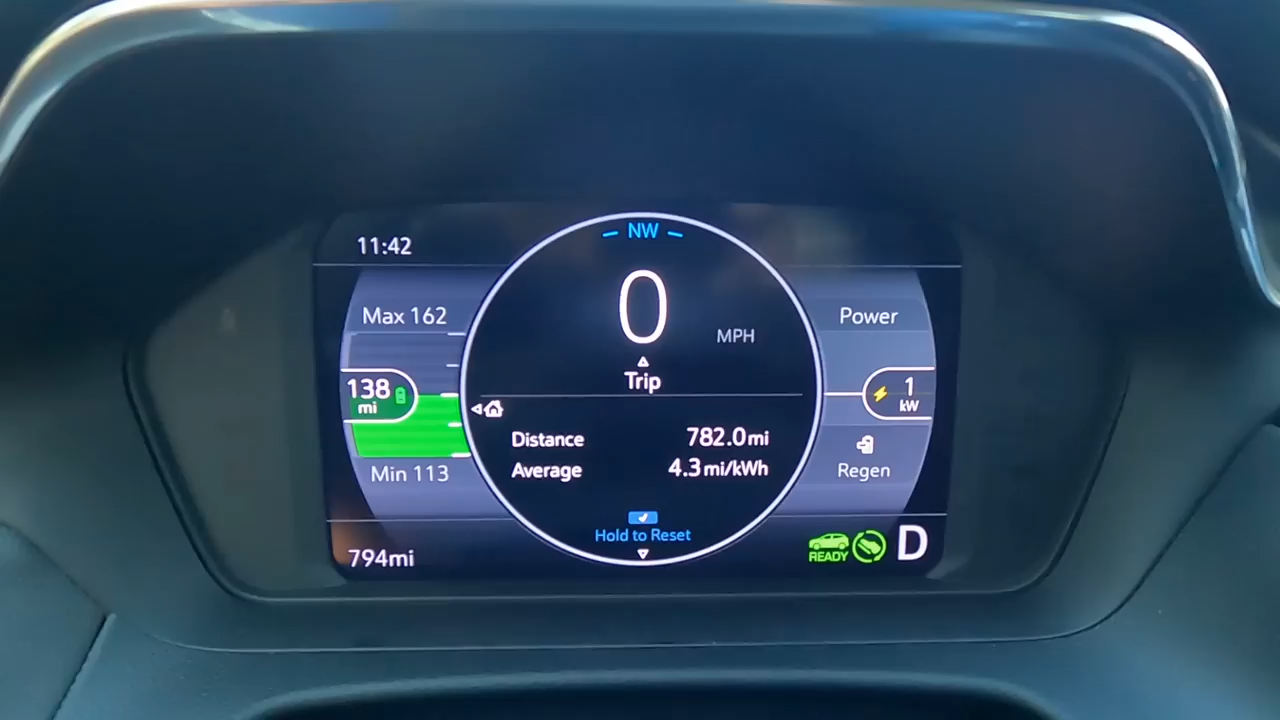 11:42
NW
0
MPH
Max 162
138
mi
Min 113
Trip
Distance 782.0mi
Average 4.3mi/kWh
Hold to Reset
Power
1
kW
Regen
794mi
READY
D